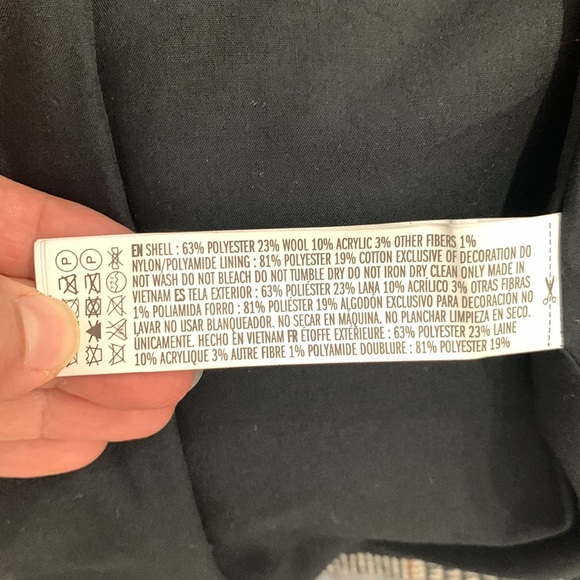 EN SHELL : 63% POLYESTER 23% WOOL 10% ACRYLIC 3% OTHER FIBERS 1%
NYLON/POLYAMIDE LINING : 81% POLYESTER 19% COTTON EXCLUSIVE OF DECORATION DO
NOT WASH DO NOT BLEACH DO NOT TUMBLE DRY DO NOT IRON DRY CLEAN ONLY MADE IN
VIETNAM ES TELA EXTERIOR : 63% POLIÉSTER 23% LANA 10% ACRÍLICO 3% OTRAS FIBRAS
1% POLIAMIDA FORRO : 81% POLIÉSTER 19% ALGODÓN EXCLUSIVO PARA DECORACIÓN NO
LAVAR NO USAR BLANQUEADOR. NO SECAR EN MÁQUINA. NO PLANCHAR LIMPIEZA EN SECO.
ÚNICAMENTE. HECHO EN VIETNAM FR ÉTOFFE EXTÉRIEURE : 63% POLYESTER 23% LAINE
10% ACRYLIQUE 3% AUTRE FIBRE 1% POLYAMIDE DOUBLURE : 81% POLYESTER 19%
P P